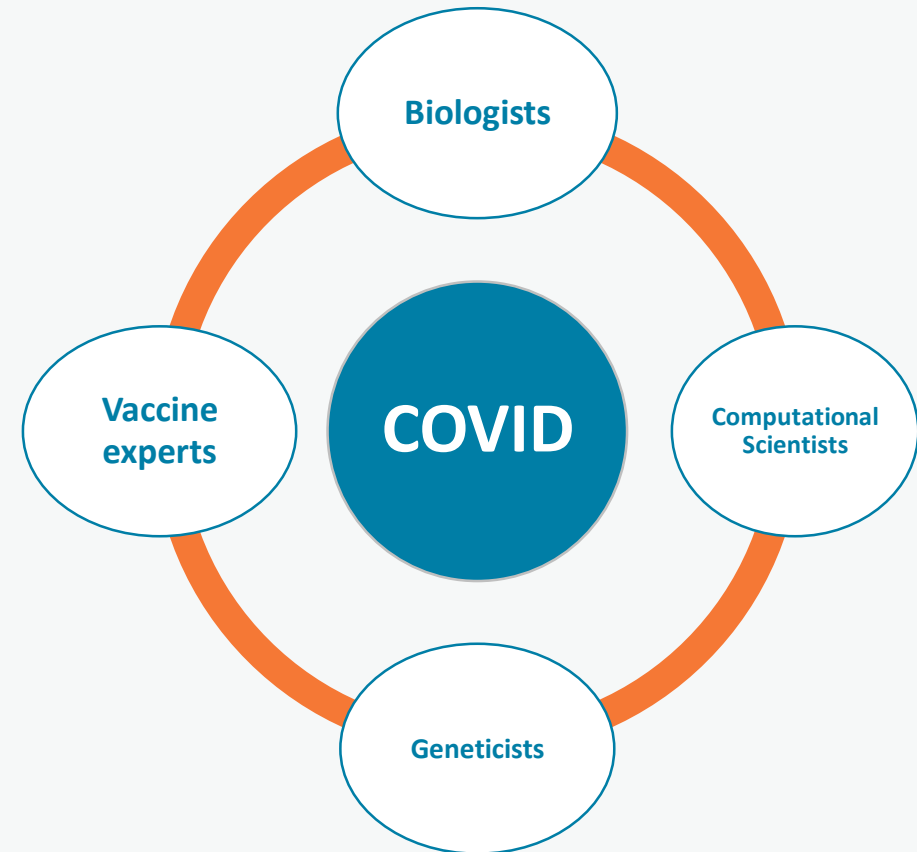 Biologists
Vaccine
experts
COVID
Computational
Scientists
Geneticists